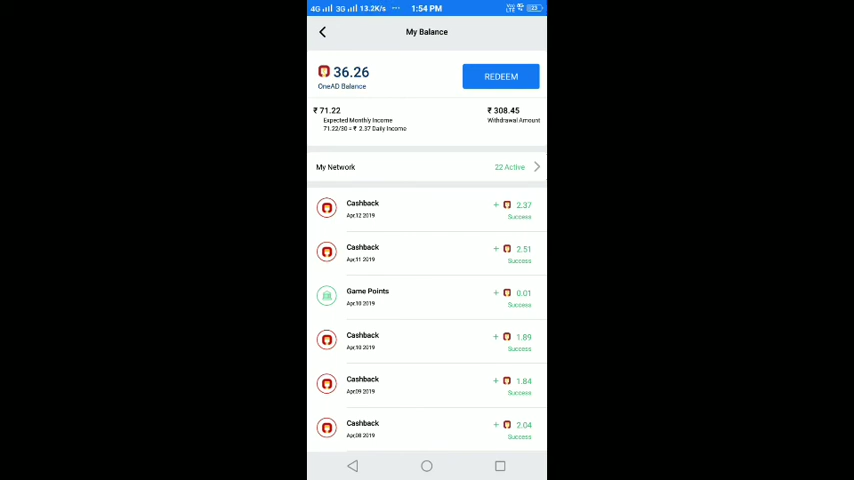 4G 3G 13.2K/s ... 1:54 PM VoLTE 4G 23
My Balance
36.26 REDEEM
OneAD Balance
₹ 71.22 ₹ 308.45
Expected Monthly Income Withdrawal Amount
71.22/30 = ₹ 2.37 Daily Income
My Network 22 Active
Cashback + 2.37
Apr,12 2019 Success
Cashback + 2.51
Apr,11 2019 Success
Game Points + 0.01
Apr,10 2019 Success
Cashback + 1.89
Apr,10 2019 Success
Cashback + 1.84
Apr,09 2019 Success
Cashback + 2.04
Apr,08 2019 Success